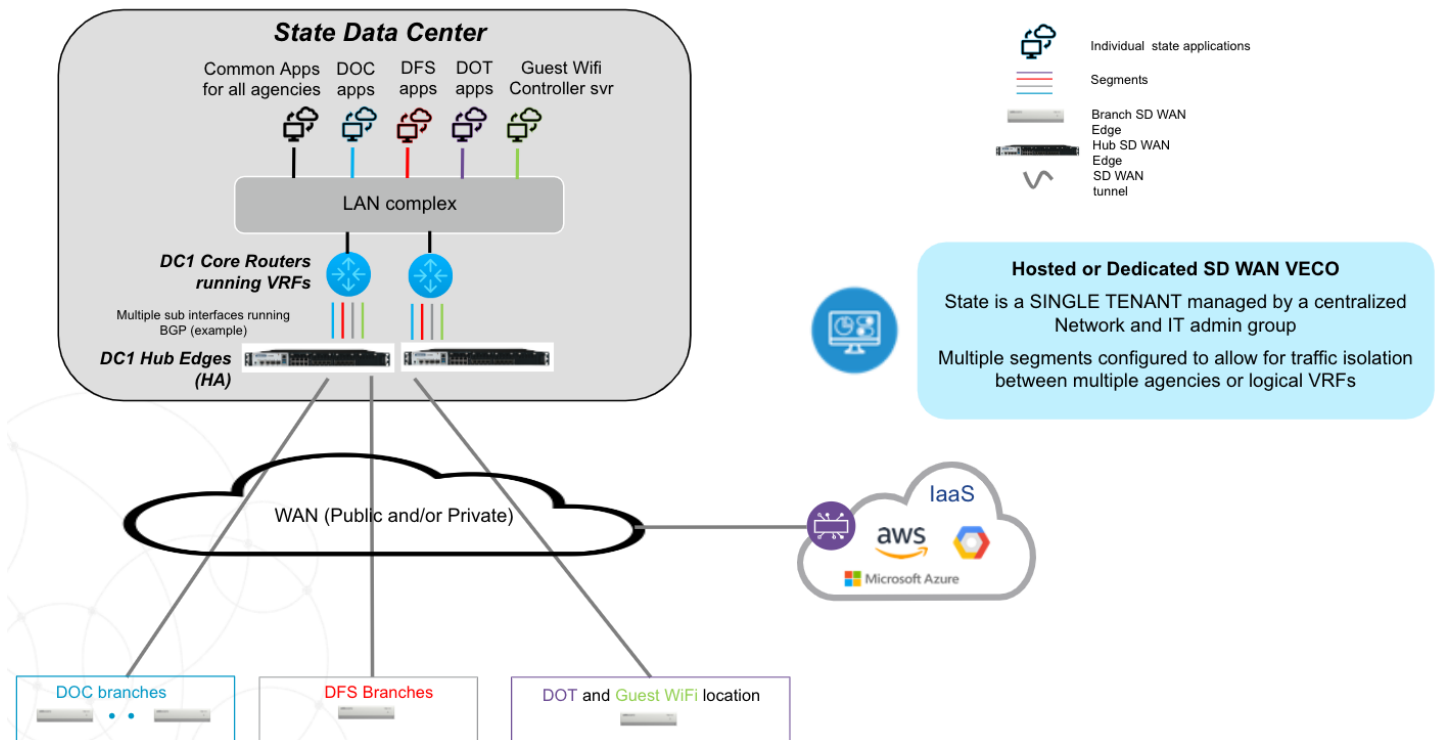 State Data Center
Common Apps
for all agencies
DOC
apps
DFS
apps
DOT
apps
Guest Wifi
Controller svr
LAN complex
DC1 Core Routers
running VRFs
Multiple sub interfaces running
BGP (example)
DC1 Hub Edges
(HA)
WAN (Public and/or Private)
DOC branches
DFS Branches
DOT and Guest WiFi location
Individual state applications
Segments
Branch SD WAN
Edge
Hub SD WAN
Edge
SD WAN
tunnel
Hosted or Dedicated SD WAN VECO
State is a SINGLE TENANT managed by a centralized
Network and IT admin group
Multiple segments configured to allow for traffic isolation
between multiple agencies or logical VRFs
IaaS
aws
Microsoft Azure